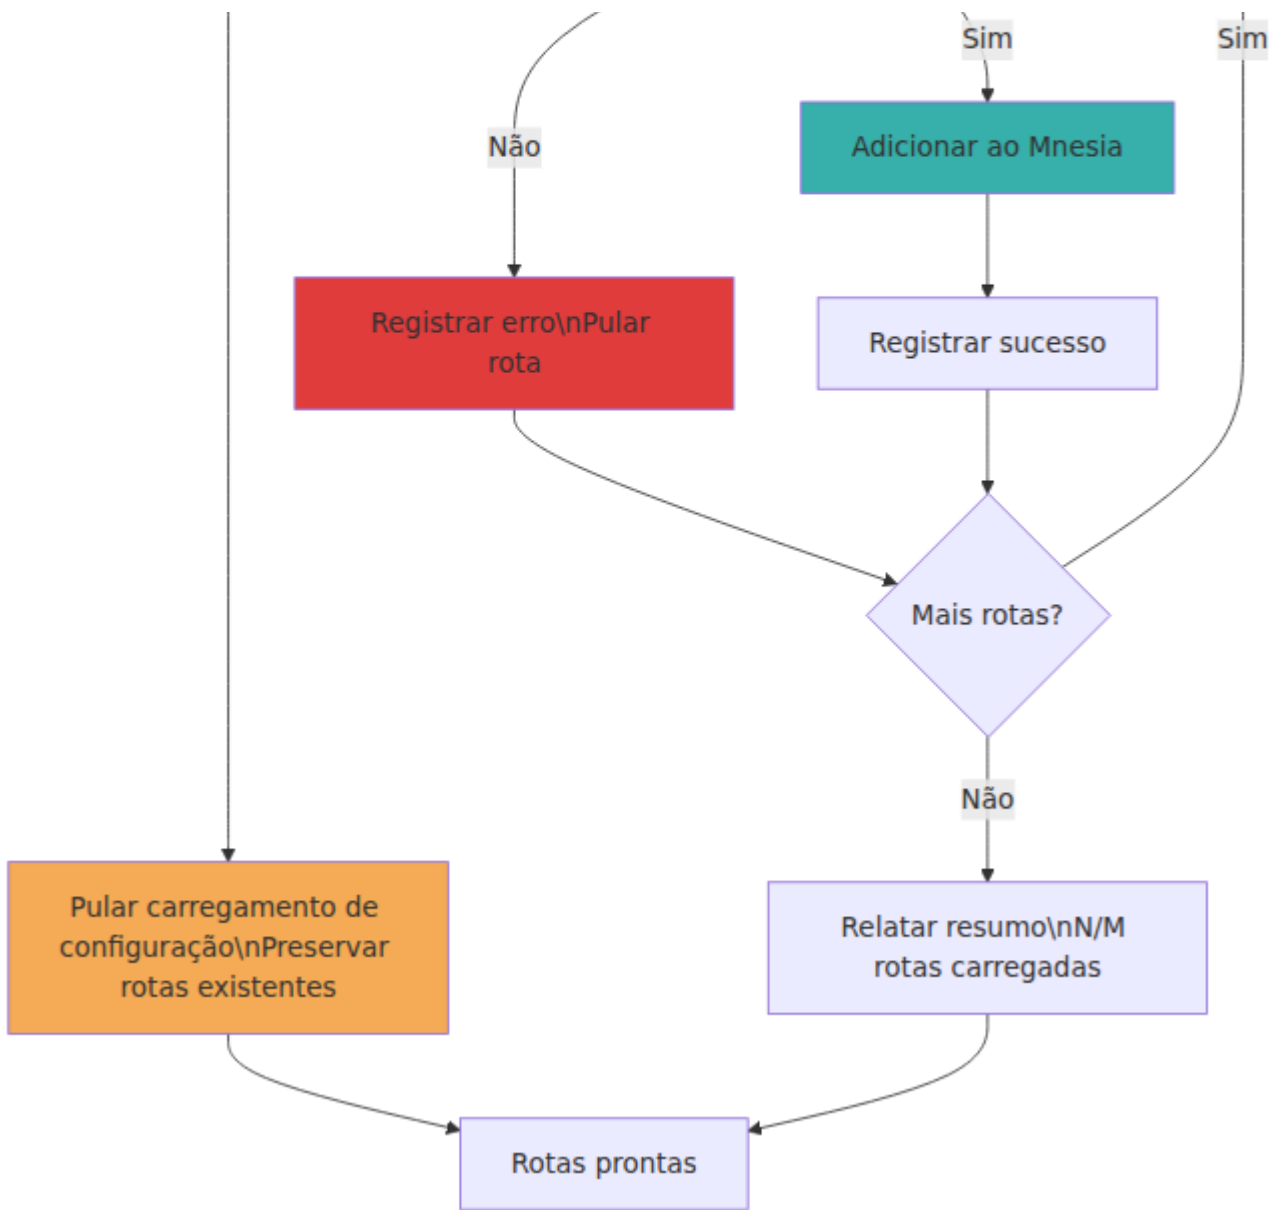 Sim
Sim
Não
Adicionar ao Mnesia
Registrar erro\nPular
rota
Registrar sucesso
Mais rotas?
Não
Pular carregamento de
configuração\nPreservar
rotas existentes
Relatar resumo\nN/M
rotas carregadas
Rotas prontas